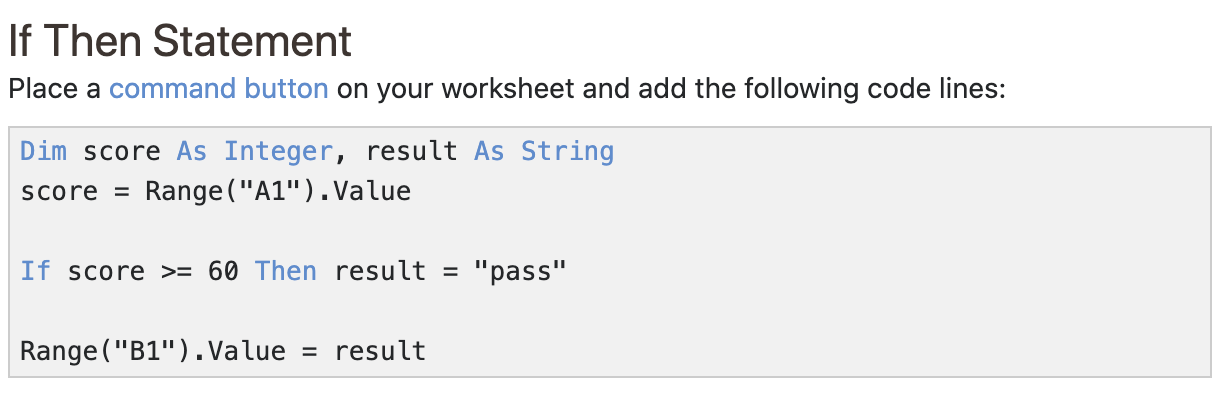 If Then Statement
Place a command button on your worksheet and add the following code lines:
Dim score As Integer, result As String
score = Range("A1").Value
If score >= 60 Then result = "pass"
Range("B1").Value = result